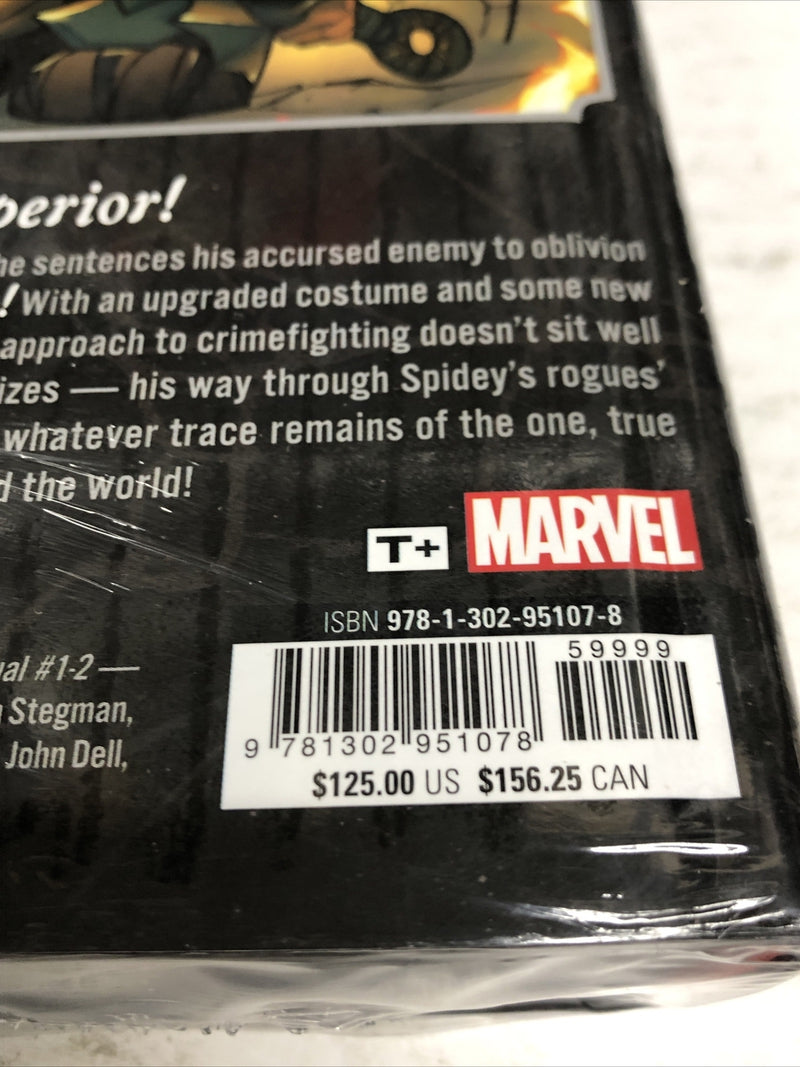 perior!
he sentences his accursed enemy to oblivion
! With an upgraded costume and some new
approach to crimefighting doesn't sit well
izes — his way through Spidey's rogues'
whatever trace remains of the one, true
d the world!
T+
MARVEL
ISBN 978-1-302-95107-8
59999
9 781302 951078
$125.00 US $156.25 CAN
ual #1-2 —
Stegman,
John Dell,